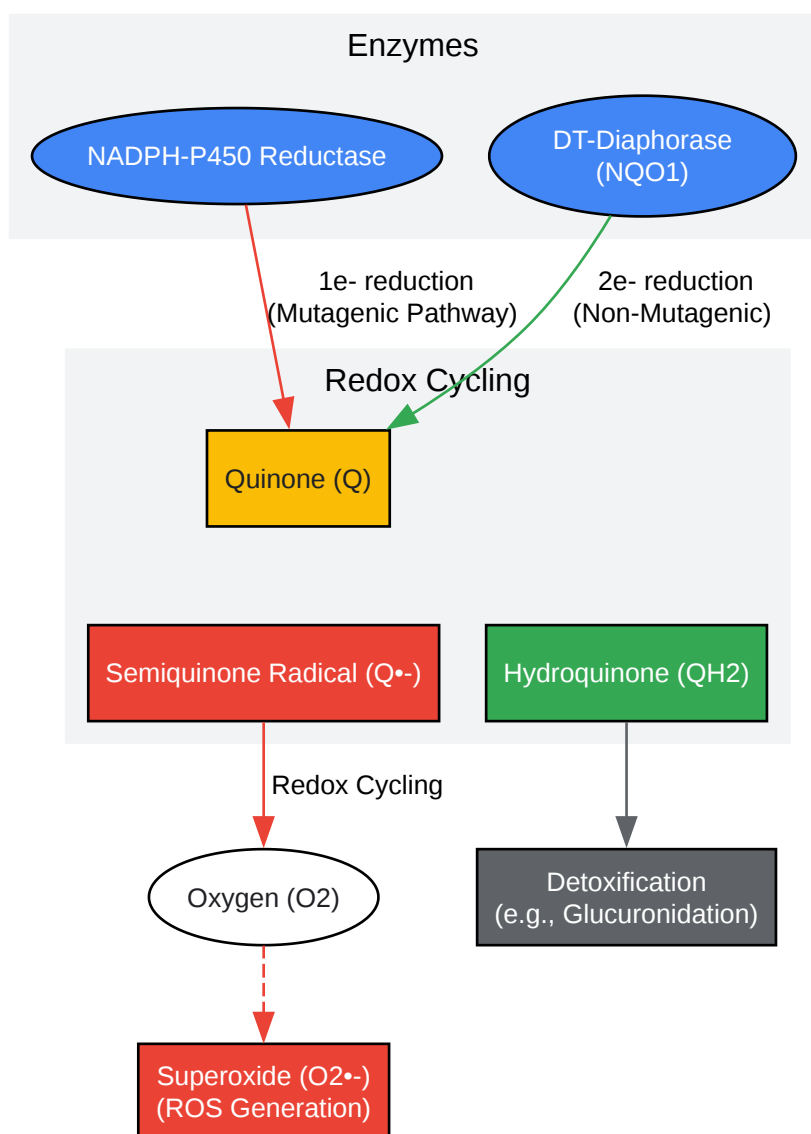 Enzymes
NADPH-P450 Reductase
DT-Diaphorase
(NQO1)
1e- reduction
(Mutagenic Pathway)
2e- reduction
(Non-Mutagenic)
Redox Cycling
Quinone (Q)
Semiquinone Radical (Q•-)
Hydroquinone (QH2)
Redox Cycling
Oxygen (O2)
Detoxification
(e.g., Glucuronidation)
Superoxide (O2•-)
(ROS Generation)